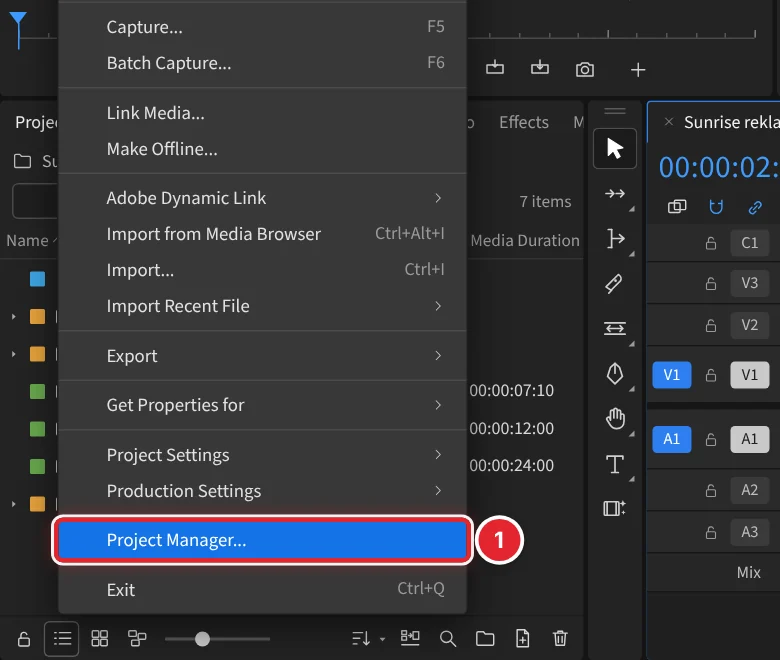 Capture... F5
Batch Capture... F6
Link Media...
Make Offline...
Adobe Dynamic Link
Import from Media Browser Ctrl+Alt+I
Import... Ctrl+I
Import Recent File
Export
Get Properties for
Project Settings
Production Settings
Project Manager...
1
Exit Ctrl+Q
Effects
7 items
Name
Media Duration
00:00:07:10
00:00:12:00
00:00:24:00
Sunrise rekla
00:00:02:
C1
V3
V2
V1 V1
A1 A1
A2
A3
Mix